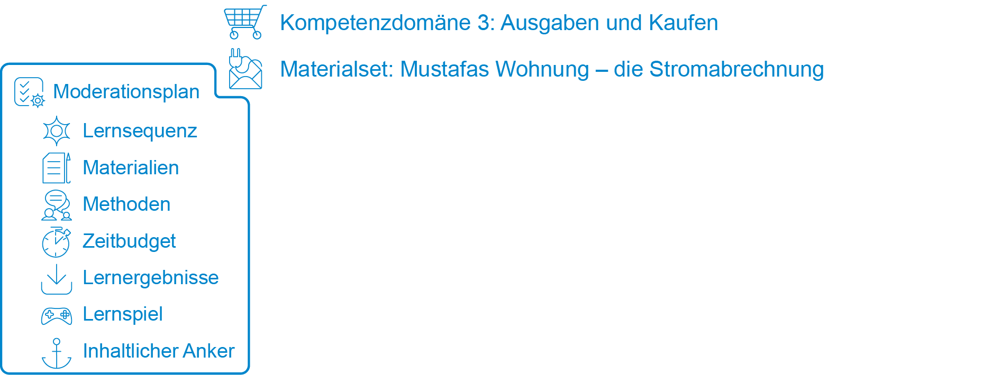 Kompetenzdomäne 3: Ausgaben und Kaufen
Materialset: Mustafas Wohnung – die Stromabrechnung
Moderationsplan
Lernsequenz
Materialien
Methoden
Zeitbudget
Lernergebnisse
Lernspiel
Inhaltlicher Anker